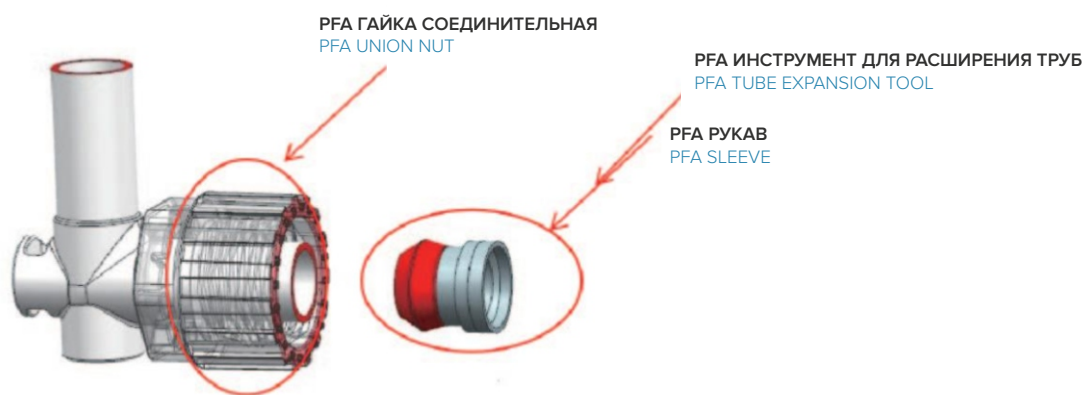 PFA ГАЙКА СОЕДИНИТЕЛЬНАЯ
PFA UNION NUT
PFA ИНСТРУМЕНТ ДЛЯ РАСШИРЕНИЯ ТРУБ
PFA TUBE EXPANSION TOOL
PFA РУКАВ
PFA SLEEVE